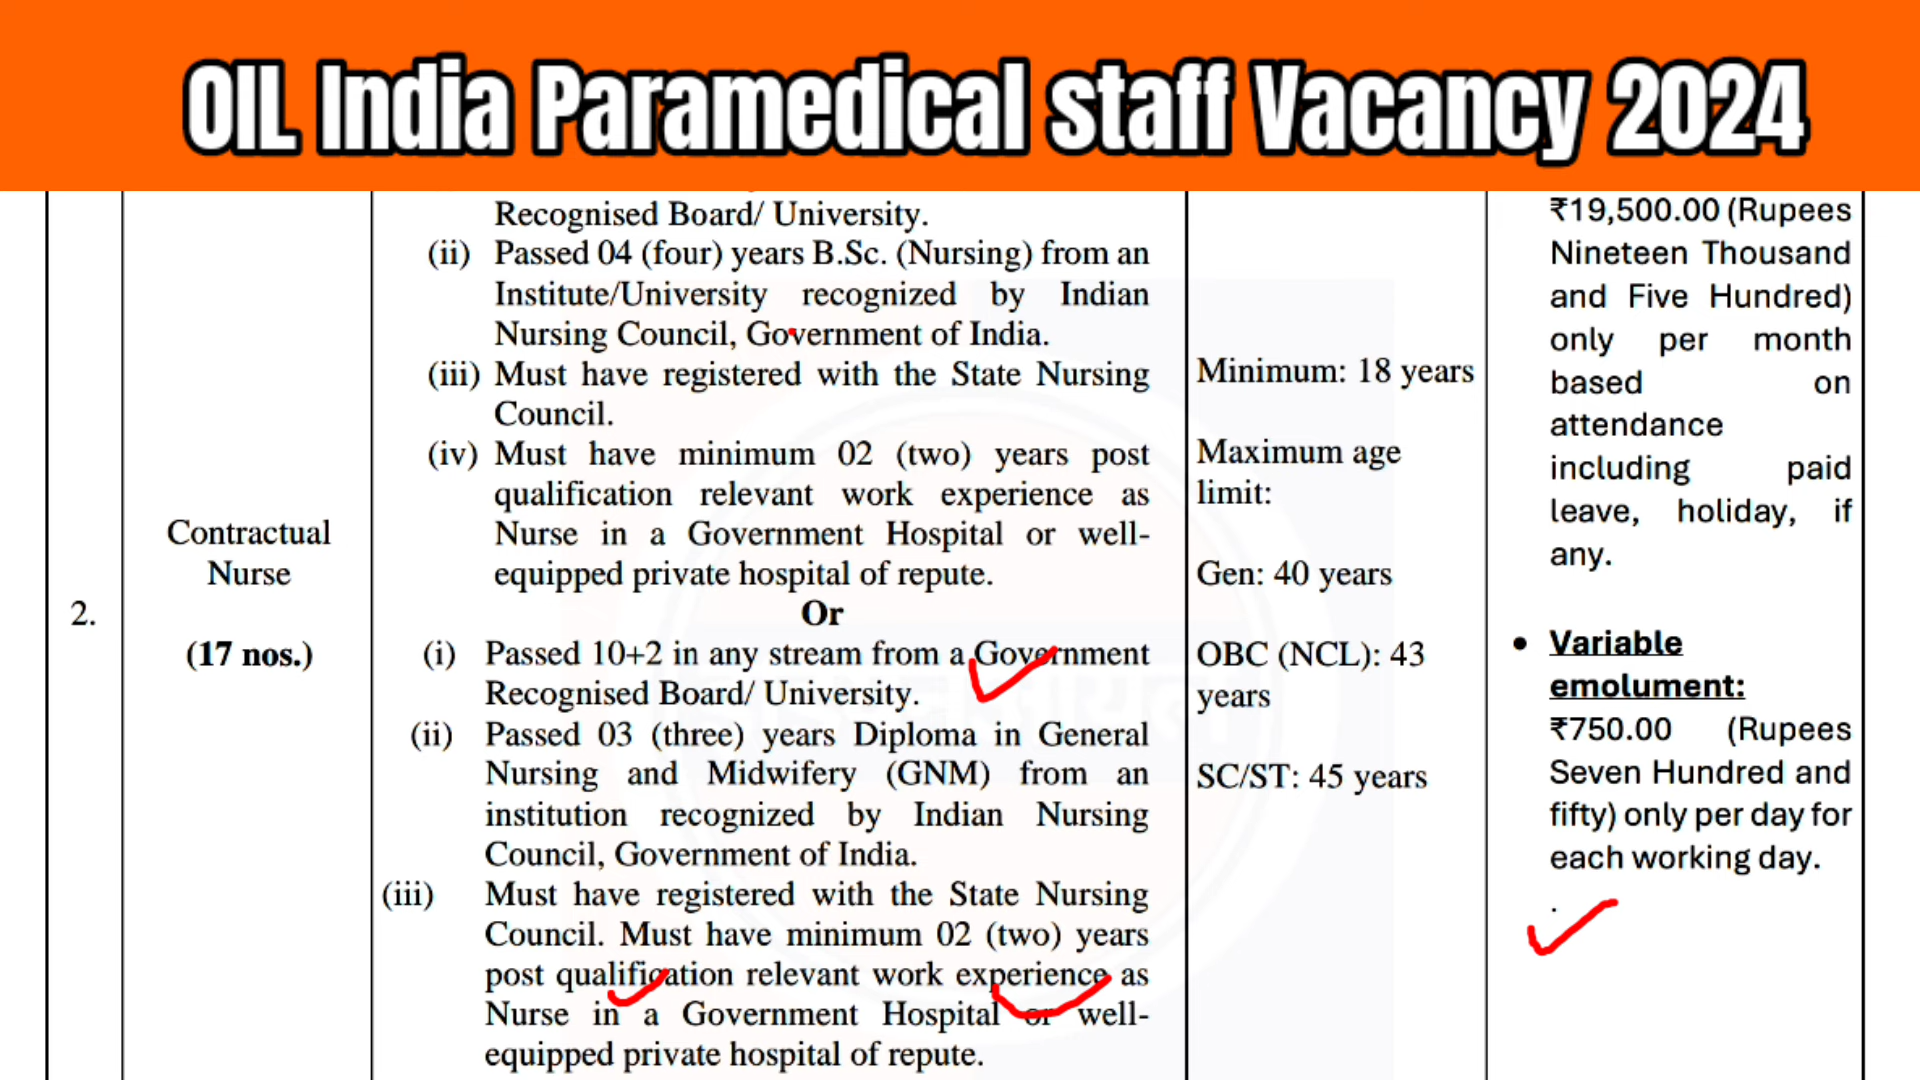 OIL India Paramedical staff Vacancy 2024
2.
Contractual
Nurse
(17 nos.)
Recognised Board/ University.
(ii) Passed 04 (four) years B.Sc. (Nursing) from an
Institute/University recognized by Indian
Nursing Council, Government of India.
(iii) Must have registered with the State Nursing
Council.
(iv) Must have minimum 02 (two) years post
qualification relevant work experience as
Nurse in a Government Hospital or well-
equipped private hospital of repute.
Or
(i) Passed 10+2 in any stream from a Government
Recognised Board/ University.
(ii) Passed 03 (three) years Diploma in General
Nursing and Midwifery (GNM) from an
institution recognized by Indian Nursing
Council, Government of India.
(iii) Must have registered with the State Nursing
Council. Must have minimum 02 (two) years
post qualification relevant work experience as
Nurse in a Government Hospital or well-
equipped private hospital of repute.
Minimum: 18 years
Maximum age
limit:
Gen: 40 years
OBC (NCL): 43
years
SC/ST: 45 years
₹19,500.00 (Rupees
Nineteen Thousand
and Five Hundred)
only per month
based on
attendance
including paid
leave, holiday, if
any.
• Variable
emolument:
₹750.00 (Rupees
Seven Hundred and
fifty) only per day for
each working day.
.